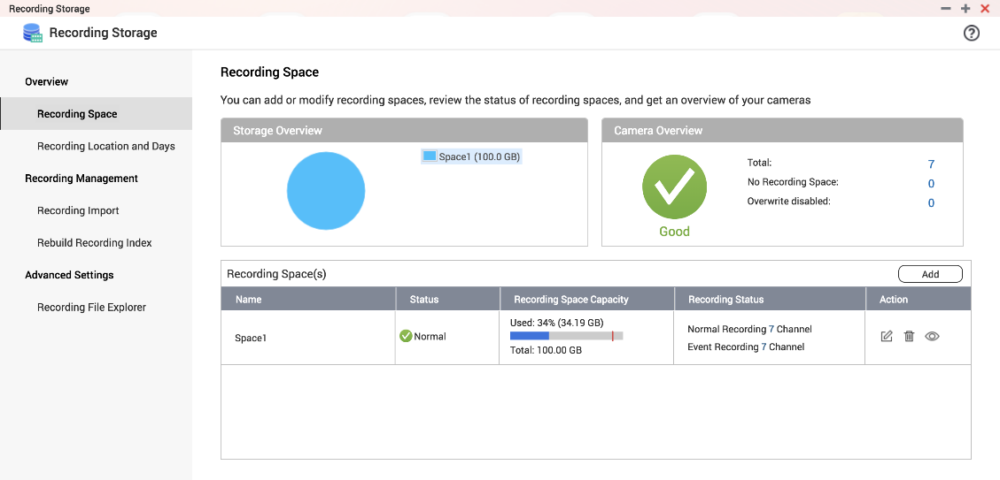 Recording Storage
Recording Storage
Overview
Recording Space
Recording Location and Days
Recording Management
Recording Import
Rebuild Recording Index
Advanced Settings
Recording File Explorer
Recording Space
You can add or modify recording spaces, review the status of recording spaces, and get an overview of your cameras
Storage Overview
Space1 (100.0 GB)
Camera Overview
Good
Total: 7
No Recording Space: 0
Overwrite disabled: 0
Recording Space(s) Add
Name Status Recording Space Capacity Recording Status Action
Space1
Normal
Used: 34% (34.19 GB)
Total: 100.00 GB
Normal Recording 7 Channel
Event Recording 7 Channel